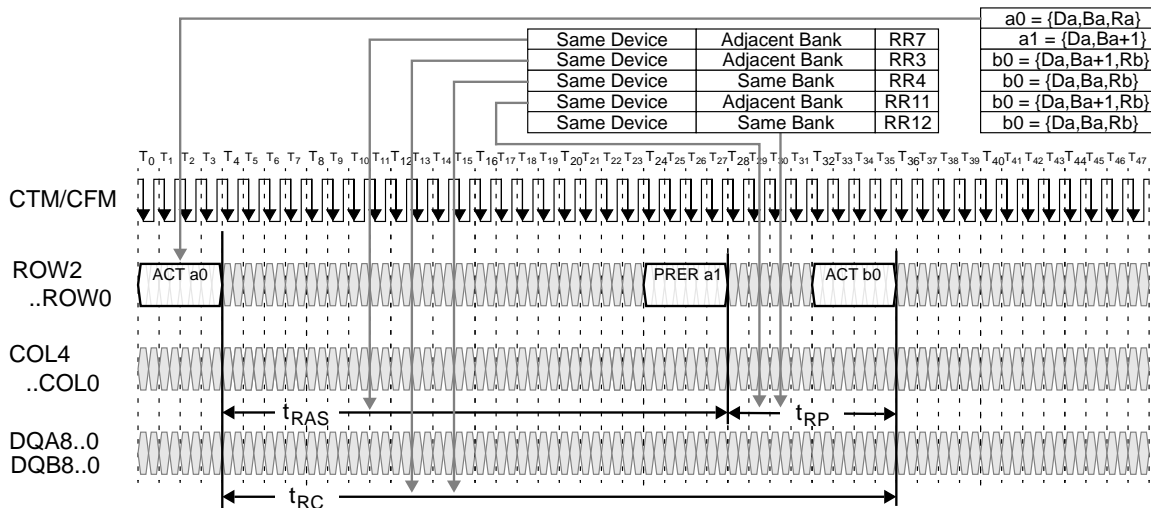 a0 = {Da,Ba,Ra}
Same Device Adjacent Bank RR7 a1 = {Da,Ba+1}
Same Device Adjacent Bank RR3 b0 = {Da,Ba+1,Rb}
Same Device Same Bank RR4 b0 = {Da,Ba,Rb}
Same Device Adjacent Bank RR11 b0 = {Da,Ba+1,Rb}
Same Device Same Bank RR12 b0 = {Da,Ba,Rb}
T0 T1 T2 T3 T4 T5 T6 T7 T8 T9 T10 T11 T12 T13 T14 T15 T16 T17 T18 T19 T20 T21 T22 T23 T24 T25 T26 T27 T28 T29 T30 T31 T32 T33 T34 T35 T36 T37 T38 T39 T40 T41 T42 T43 T44 T45 T46 T47
CTM/CFM
ROW2 ACT a0 PRER a1 ACT b0
..ROW0
COL4
..COL0
tRAS tRP
DQA8..0
DQB8..0
tRC